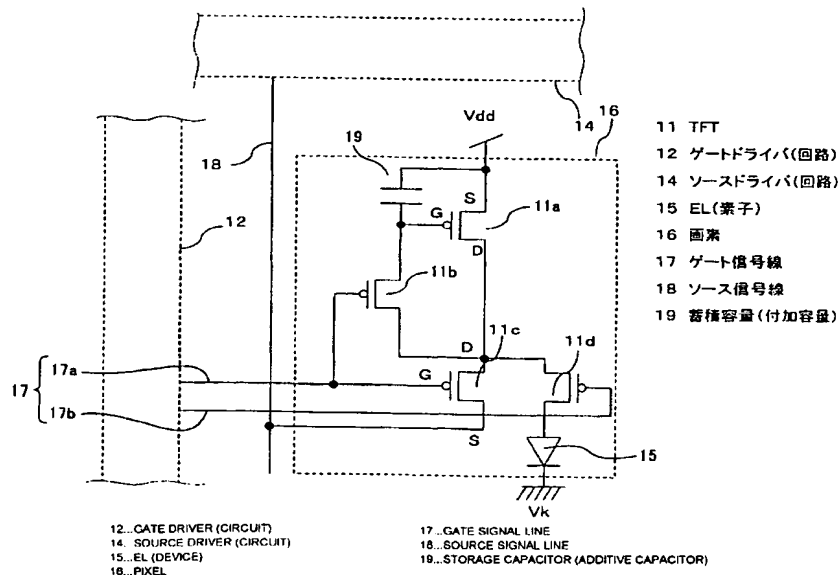 14
16
Vdd
18
19
S
G
11a
D
12
11b
11c
D
11d
17a
17
G
17b
S
15
Vk
11 TFT
12 ゲートドライバ(回路)
14 ソースドライバ(回路)
15 EL(素子)
16 画素
17 ゲート信号線
18 ソース信号線
19 蓄積容量(付加容量)
12...GATE DRIVER (CIRCUIT)
14. SOURCE DRIVER (CIRCUIT)
15...EL (DEVICE)
16...PIXEL
17...GATE SIGNAL LINE
18...SOURCE SIGNAL LINE
19...STORAGE CAPACITOR (ADDITIVE CAPACITOR)